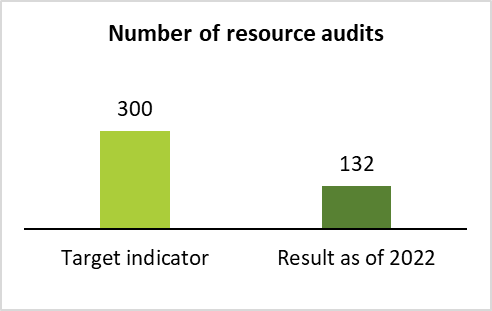 Number of resource audits
300
132
Target indicator
Result as of 2022